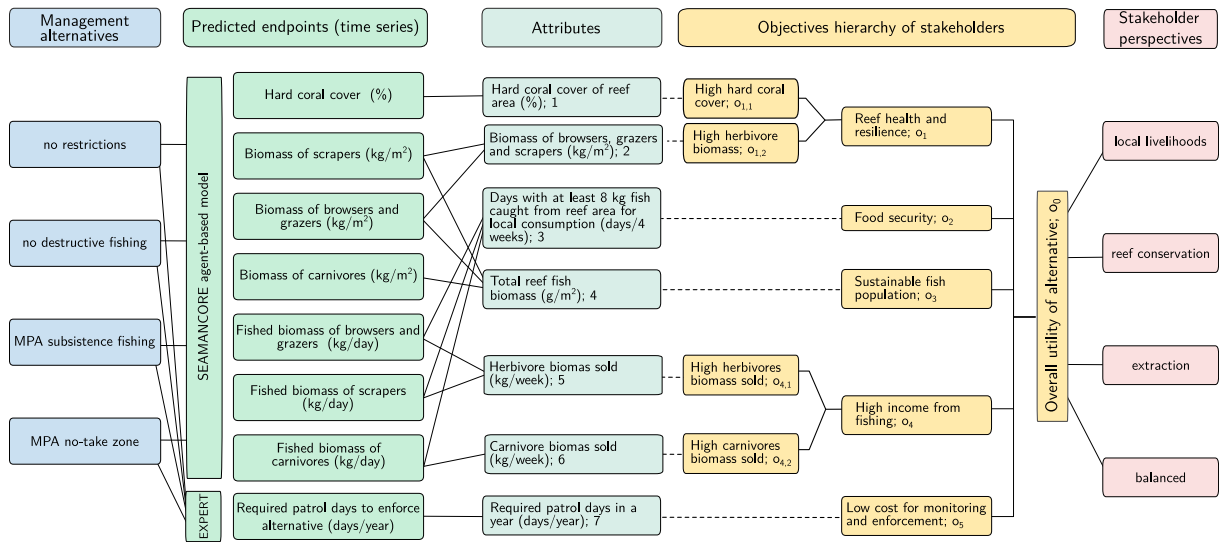 Management
alternatives
Predicted endpoints (time series)
Attributes
Objectives hierarchy of stakeholders
Stakeholder
perspectives
no restrictions
no destructive fishing
MPA subsistence fishing
MPA no-take zone
SEAMANCORE agent-based model
EXPERT
Hard coral cover (%)
Biomass of scrapers (kg/m²)
Biomass of browsers and
grazers (kg/m²)
Biomass of carnivores (kg/m²)
Fished biomass of browsers and
grazers (kg/day)
Fished biomass of scrapers
(kg/day)
Fished biomass of
carnivores (kg/day)
Required patrol days to enforce
alternative (days/year)
Hard coral cover of reef
area (%); 1
Biomass of browsers, grazers
and scrapers (kg/m²); 2
Days with at least 8 kg fish
caught from reef area for
local consumption (days/4
weeks); 3
Total reef fish
biomass (g/m²); 4
Herbivore biomas sold
(kg/week); 5
Carnivore biomas sold
(kg/week); 6
Required patrol days in a
year (days/year); 7
High hard coral
cover; o₁,₁
High herbivore
biomass; o₁,₂
High herbivores
biomass sold; o₄,₁
High carnivores
biomass sold; o₄,₂
Reef health and
resilience; o₁
Food security; o₂
Sustainable fish
population; o₃
High income from
fishing; o₄
Low cost for monitoring
and enforcement; o₅
Overall utility of alternative; o₀
local livelihoods
reef conservation
extraction
balanced